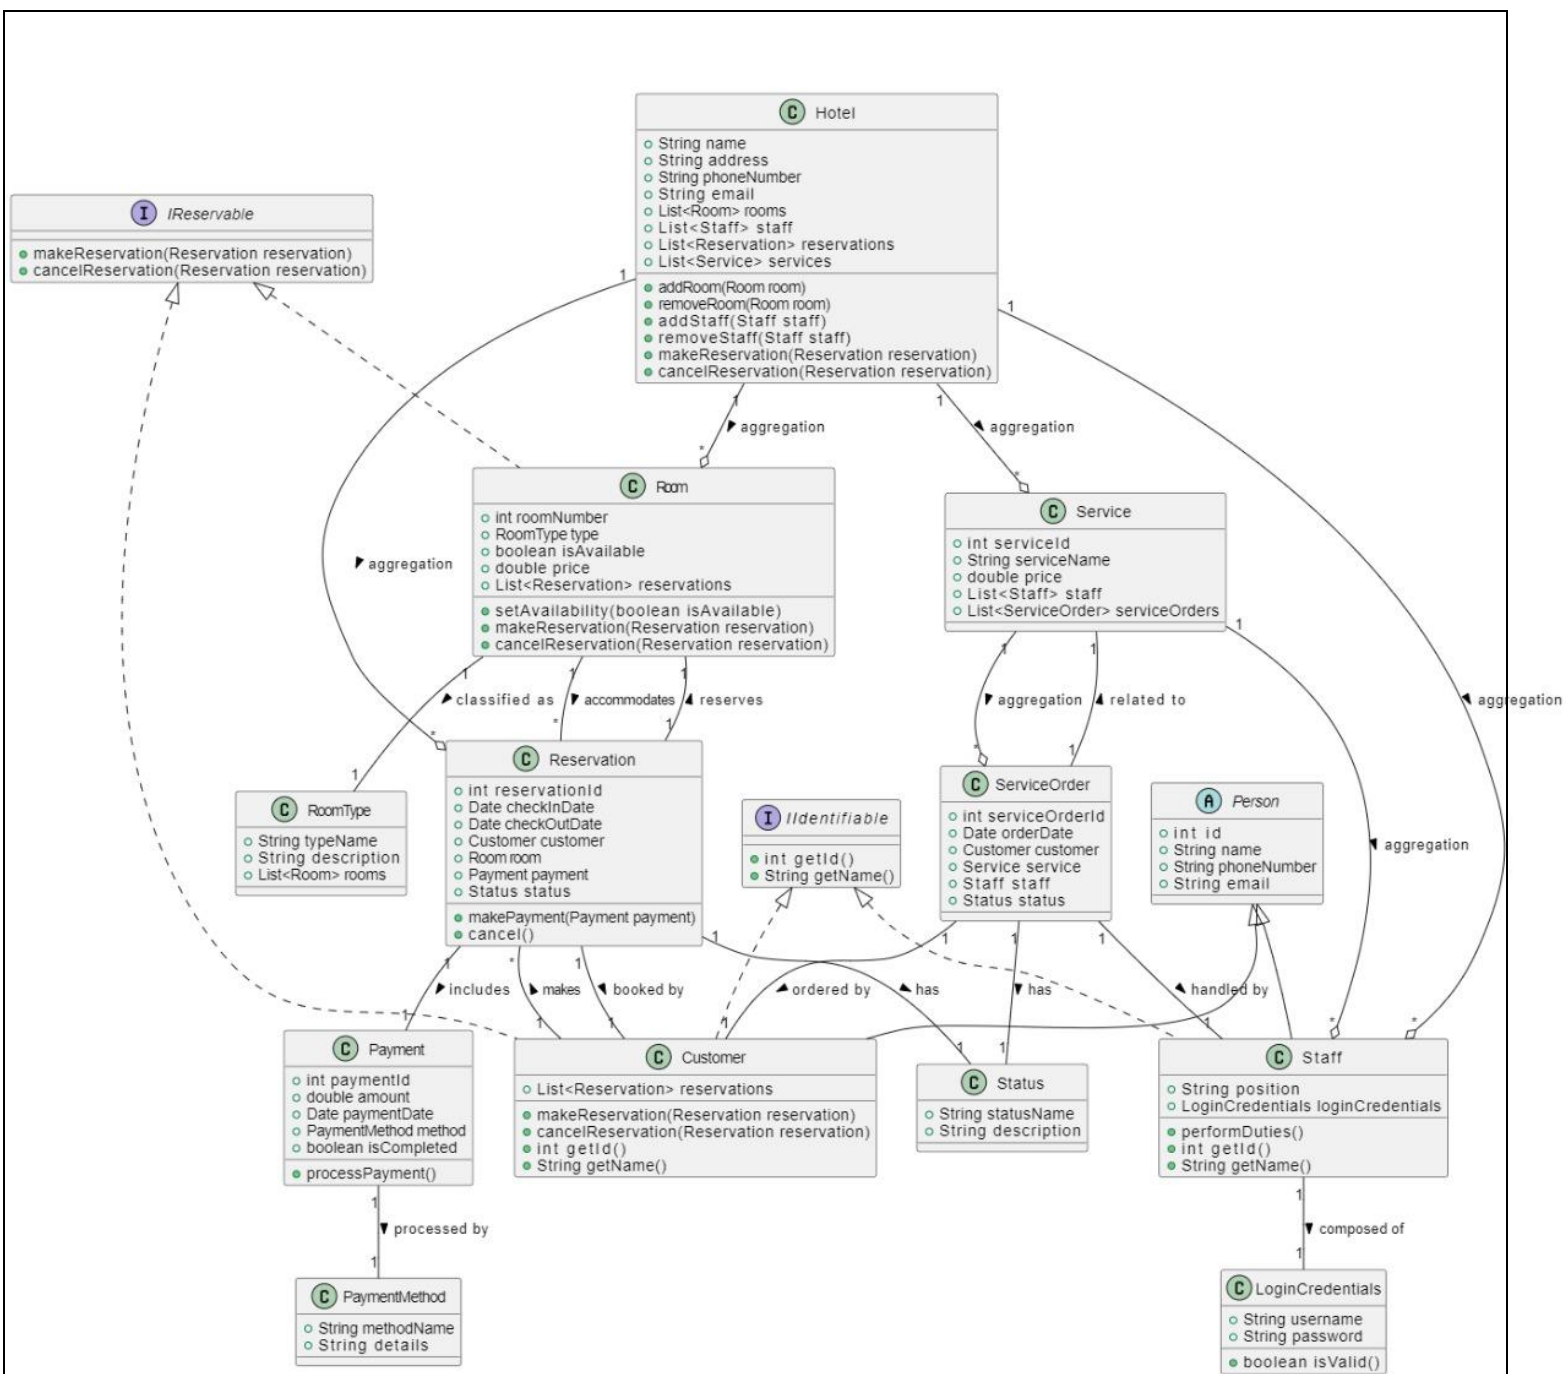 C Hotel
String name
String address
String phoneNumber
String email
List<Room> rooms
List<Staff> staff
List<Reservation> reservations
List<Service> services
addRoom(Room room)
removeRoom(Room room)
addStaff(Staff staff)
removeStaff(Staff staff)
makeReservation(Reservation reservation)
cancelReservation(Reservation reservation)
I IReservable
makeReservation(Reservation reservation)
cancelReservation(Reservation reservation)
1
1
1
1
aggregation
aggregation
*
*
C Room
int roomNumber
RoomType type
boolean isAvailable
double price
List<Reservation> reservations
setAvailability(boolean isAvailable)
makeReservation(Reservation reservation)
cancelReservation(Reservation reservation)
C Service
int serviceId
String serviceName
double price
List<Staff> staff
List<ServiceOrder> serviceOrders
aggregation
1
1
1
1
1
1
classified as
accommodates
reserves
aggregation
related to
aggregation
*
*
1
1
*
1
C Reservation
int reservationId
Date checkInDate
Date checkOutDate
Customer customer
Room room
Payment payment
Status status
makePayment(Payment payment)
cancel()
C RoomType
String typeName
String description
List<Room> rooms
I IIdentifiable
int getId()
String getName()
C ServiceOrder
int serviceOrderId
Date orderDate
Customer customer
Service service
Staff staff
Status status
A Person
int id
String name
String phoneNumber
String email
aggregation
1
*
1
1
1
1
1
includes
makes
booked by
ordered by
has
has
handled by
1
1
1
1
1
1
1
*
*
C Payment
int paymentId
double amount
Date paymentDate
PaymentMethod method
boolean isCompleted
processPayment()
C Customer
List<Reservation> reservations
makeReservation(Reservation reservation)
cancelReservation(Reservation reservation)
int getId()
String getName()
C Status
String statusName
String description
C Staff
String position
LoginCredentials loginCredentials
performDuties()
int getId()
String getName()
1
processed by
1
1
composed of
1
C PaymentMethod
String methodName
String details
C LoginCredentials
String username
String password
boolean isValid()